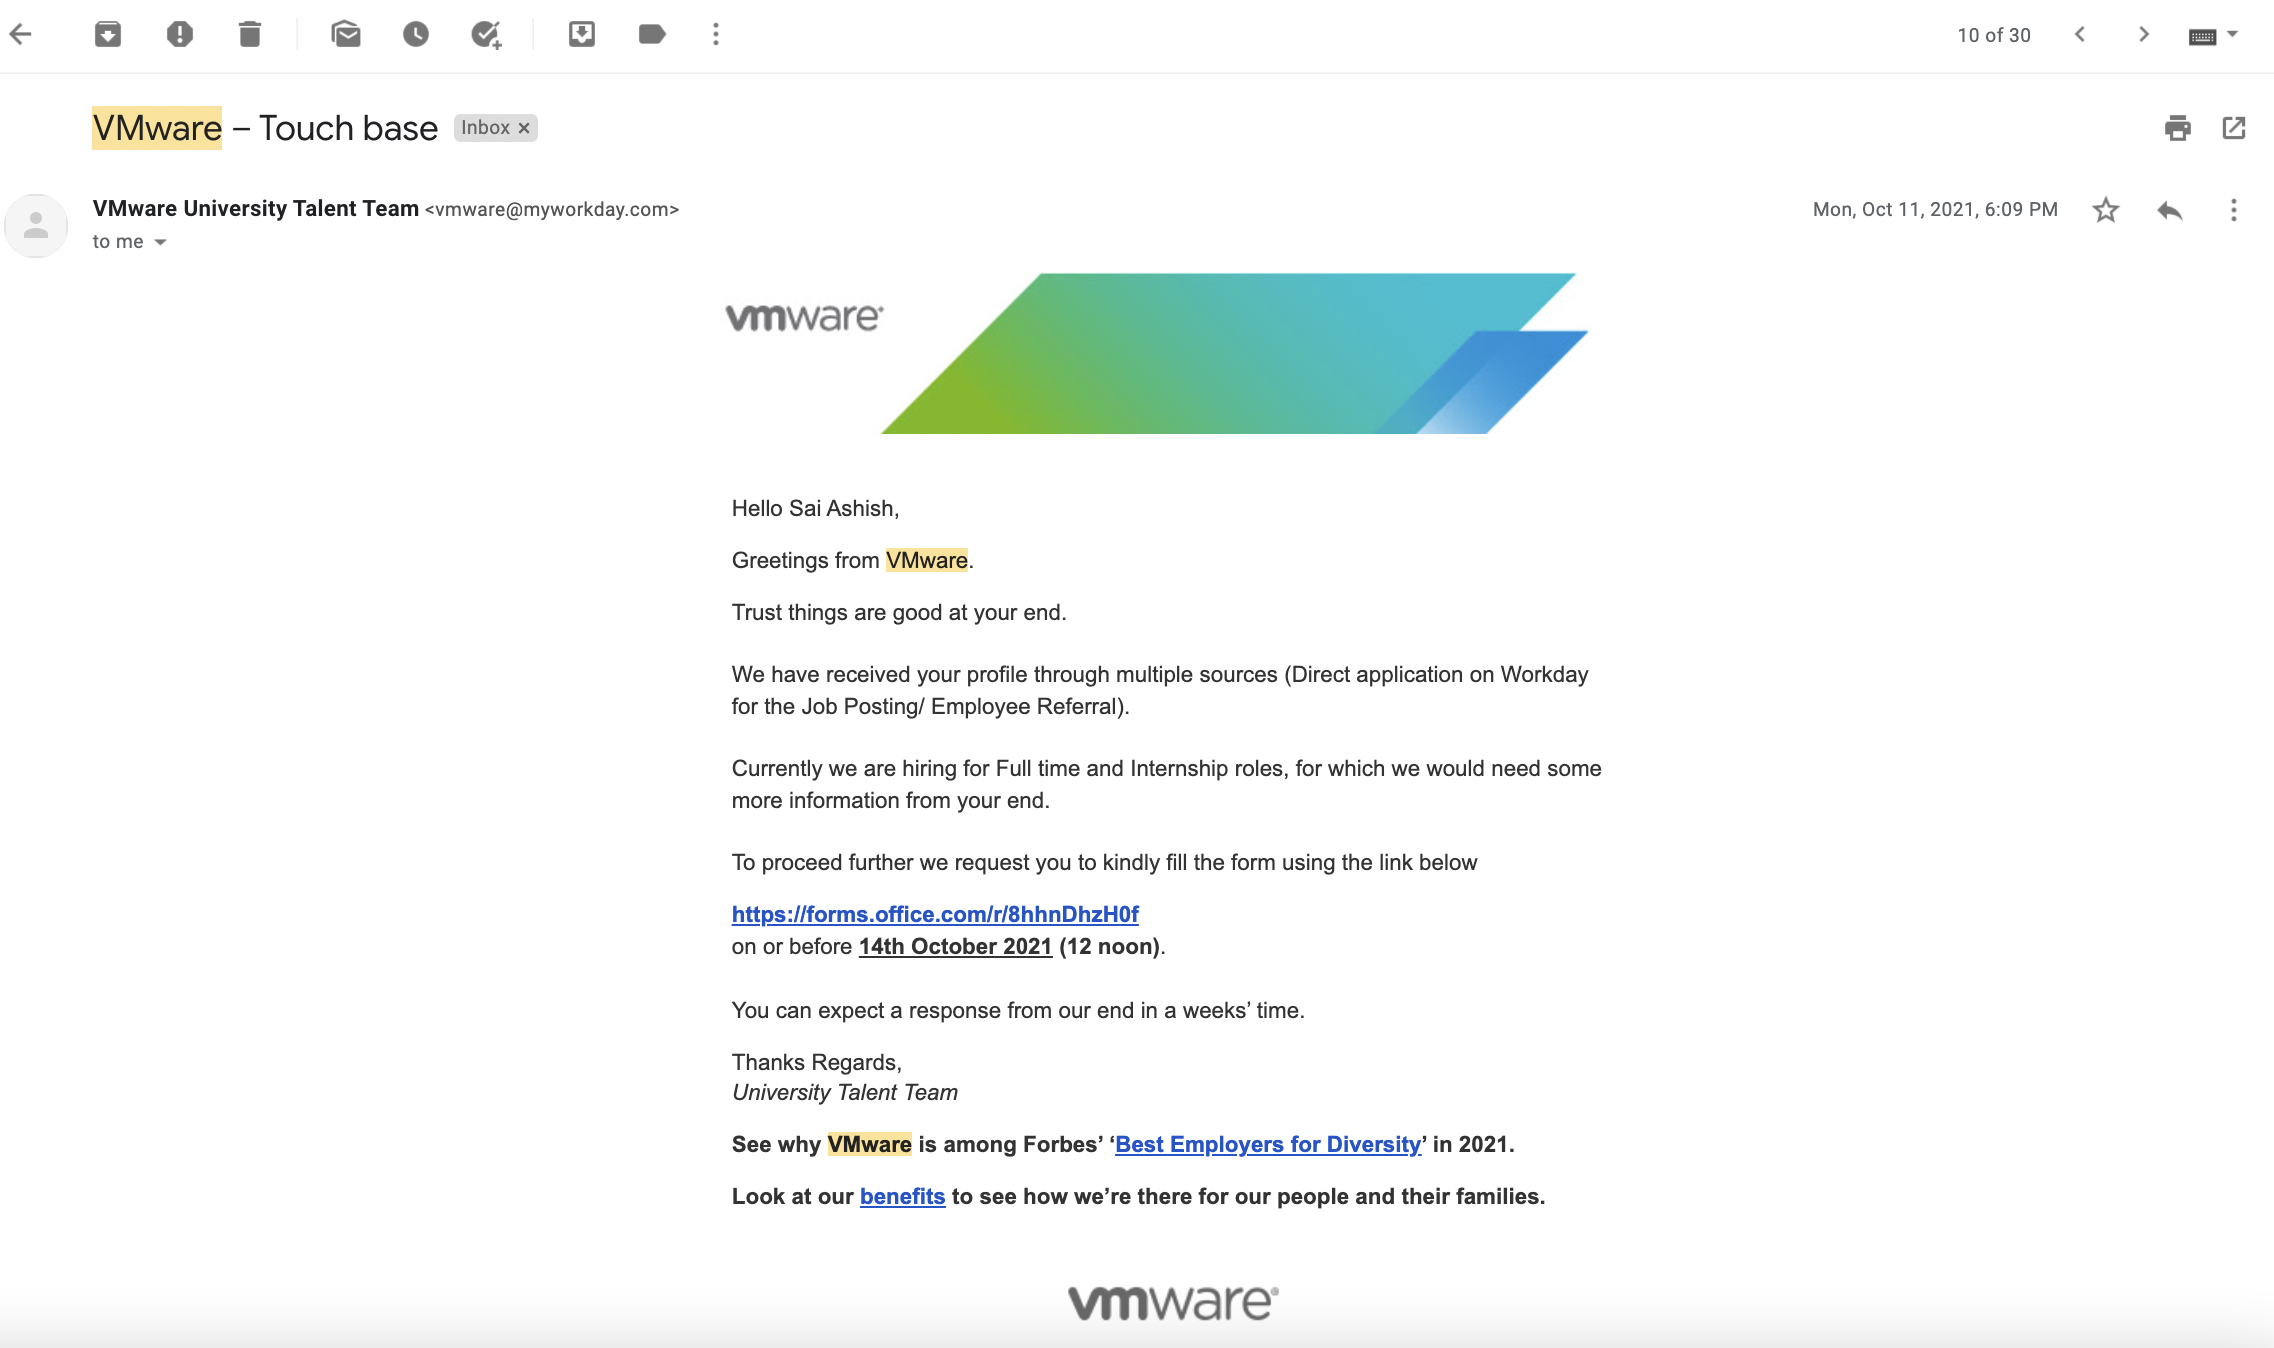 10 of 30
VMware – Touch base Inbox ×
VMware University Talent Team <vmware@myworkday.com>
Mon, Oct 11, 2021, 6:09 PM
to me
vmware
Hello Sai Ashish,
Greetings from VMware.
Trust things are good at your end.
We have received your profile through multiple sources (Direct application on Workday
for the Job Posting/ Employee Referral).
Currently we are hiring for Full time and Internship roles, for which we would need some
more information from your end.
To proceed further we request you to kindly fill the form using the link below
https://forms.office.com/r/8hhnDhzH0f
on or before 14th October 2021 (12 noon).
You can expect a response from our end in a weeks’ time.
Thanks Regards,
University Talent Team
See why VMware is among Forbes’ ‘Best Employers for Diversity’ in 2021.
Look at our benefits to see how we’re there for our people and their families.
vmware®